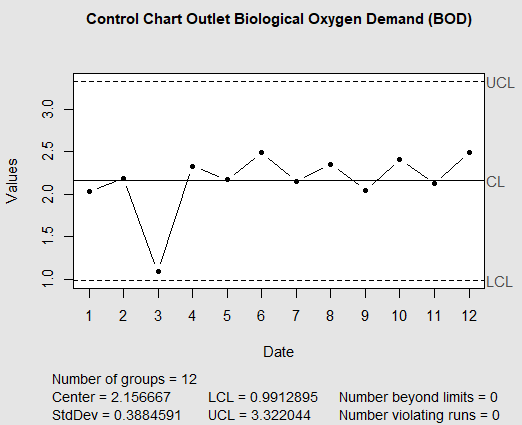 Control Chart Outlet Biological Oxygen Demand (BOD)
UCL
3.0
2.5
CL
2.0
1.5
1.0
LCL
Values
1 2 3 4 5 6 7 8 9 10 11 12
Date
Number of groups = 12
Center = 2.156667 LCL = 0.9912895 Number beyond limits = 0
StdDev = 0.3884591 UCL = 3.322044 Number violating runs = 0